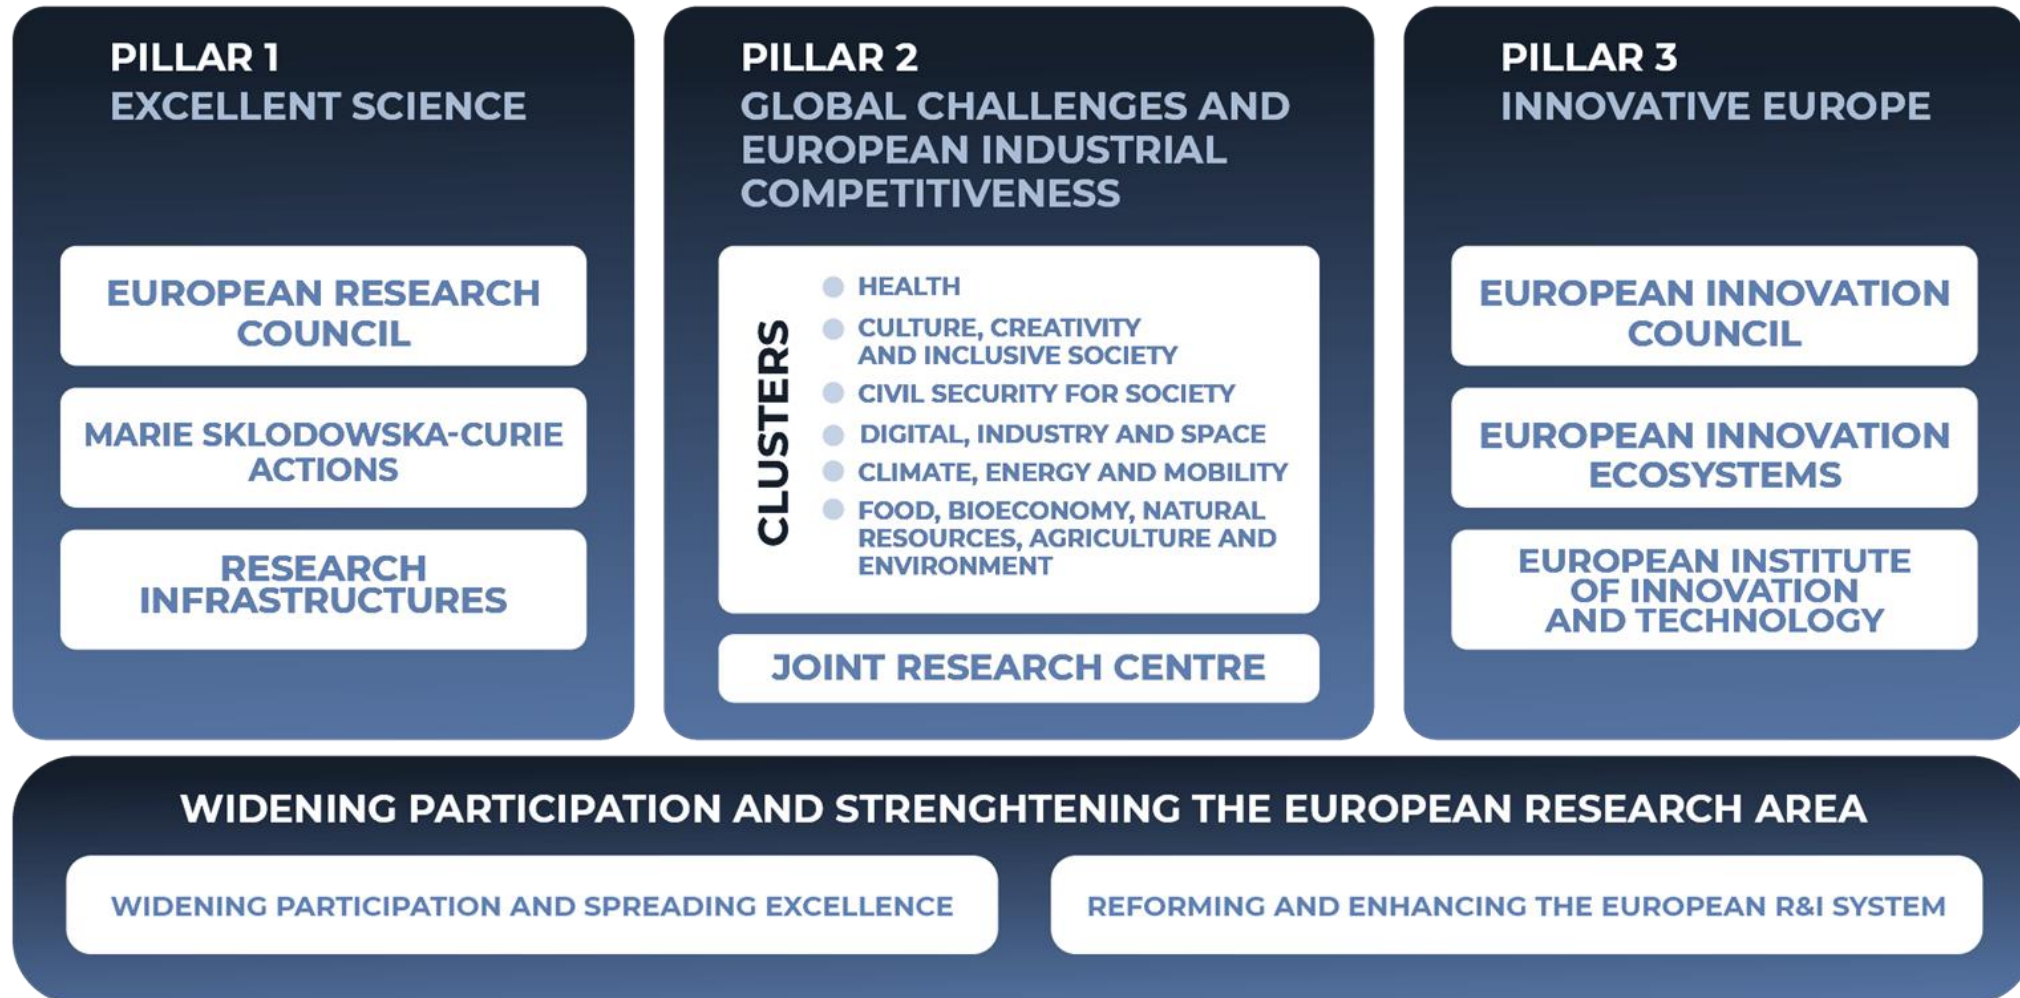 PILLAR 1
EXCELLENT SCIENCE
EUROPEAN RESEARCH
COUNCIL
MARIE SKLODOWSKA-CURIE
ACTIONS
RESEARCH
INFRASTRUCTURES
PILLAR 2
GLOBAL CHALLENGES AND
EUROPEAN INDUSTRIAL
COMPETITIVENESS
CLUSTERS
HEALTH
CULTURE, CREATIVITY
AND INCLUSIVE SOCIETY
CIVIL SECURITY FOR SOCIETY
DIGITAL, INDUSTRY AND SPACE
CLIMATE, ENERGY AND MOBILITY
FOOD, BIOECONOMY, NATURAL
RESOURCES, AGRICULTURE AND
ENVIRONMENT
JOINT RESEARCH CENTRE
PILLAR 3
INNOVATIVE EUROPE
EUROPEAN INNOVATION
COUNCIL
EUROPEAN INNOVATION
ECOSYSTEMS
EUROPEAN INSTITUTE
OF INNOVATION
AND TECHNOLOGY
WIDENING PARTICIPATION AND STRENGHTENING THE EUROPEAN RESEARCH AREA
WIDENING PARTICIPATION AND SPREADING EXCELLENCE
REFORMING AND ENHANCING THE EUROPEAN R&I SYSTEM